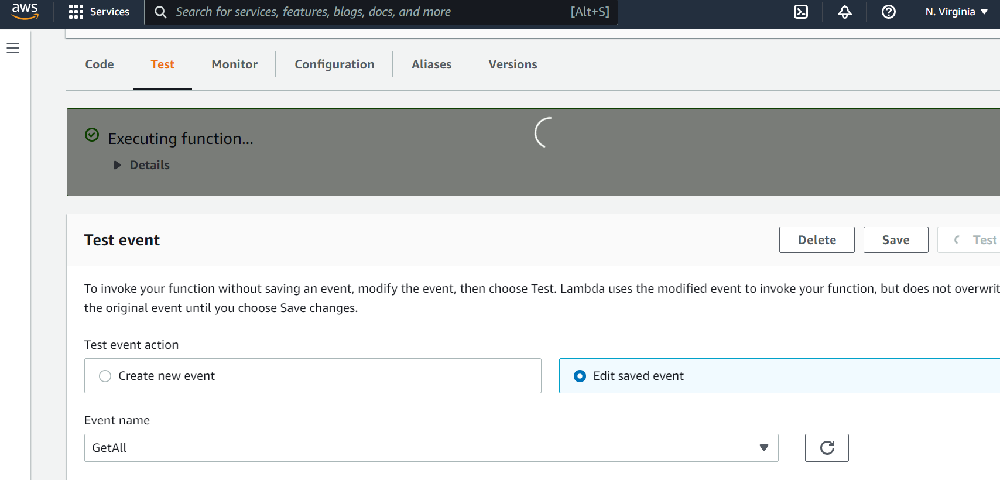 aws Services Search for services, features, blogs, docs, and more [Alt+S] N. Virginia
Code Test Monitor Configuration Aliases Versions
Executing function...
Details
Test event Delete Save Test
To invoke your function without saving an event, modify the event, then choose Test. Lambda uses the modified event to invoke your function, but does not overwrit
the original event until you choose Save changes.
Test event action
Create new event Edit saved event
Event name
GetAll